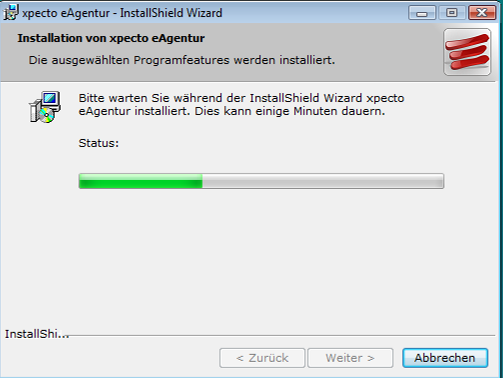 xpecto eAgentur - InstallShield Wizard
Installation von xpecto eAgentur
Die ausgewählten Programfeatures werden installiert.
Bitte warten Sie während der InstallShield Wizard xpecto
eAgentur installiert. Dies kann einige Minuten dauern.
Status:
InstallShi...
< Zurück
Weiter >
Abbrechen